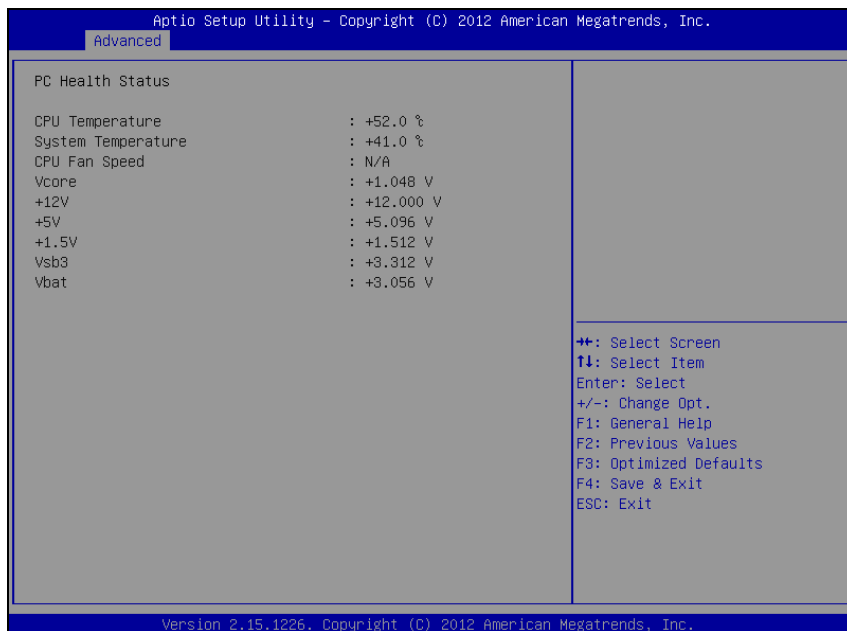 Aptio Setup Utility – Copyright (C) 2012 American Megatrends, Inc.
Advanced
PC Health Status
CPU Temperature : +52.0 ℃
System Temperature : +41.0 ℃
CPU Fan Speed : N/A
Vcore : +1.048 V
+12V : +12.000 V
+5V : +5.096 V
+1.5V : +1.512 V
Vsb3 : +3.312 V
Vbat : +3.056 V
→←: Select Screen
↑↓: Select Item
Enter: Select
+/-: Change Opt.
F1: General Help
F2: Previous Values
F3: Optimized Defaults
F4: Save & Exit
ESC: Exit
Version 2.15.1226. Copyright (C) 2012 American Megatrends, Inc.